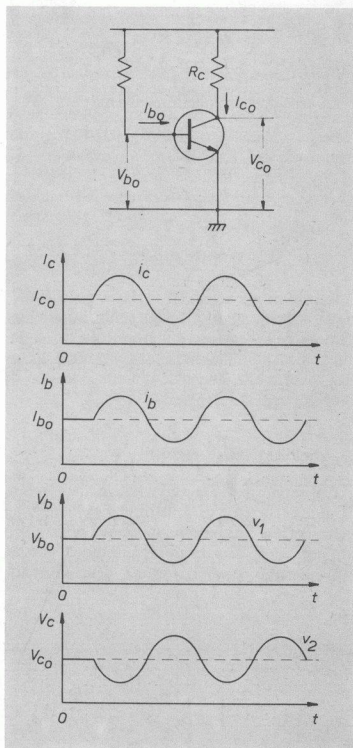 R_c
I_bo
I_co
V_bo
V_co
I_c
i_c
I_co
0
t
I_b
i_b
I_bo
0
t
V_b
v_1
V_bo
0
t
V_c
v_2
V_co
0
t